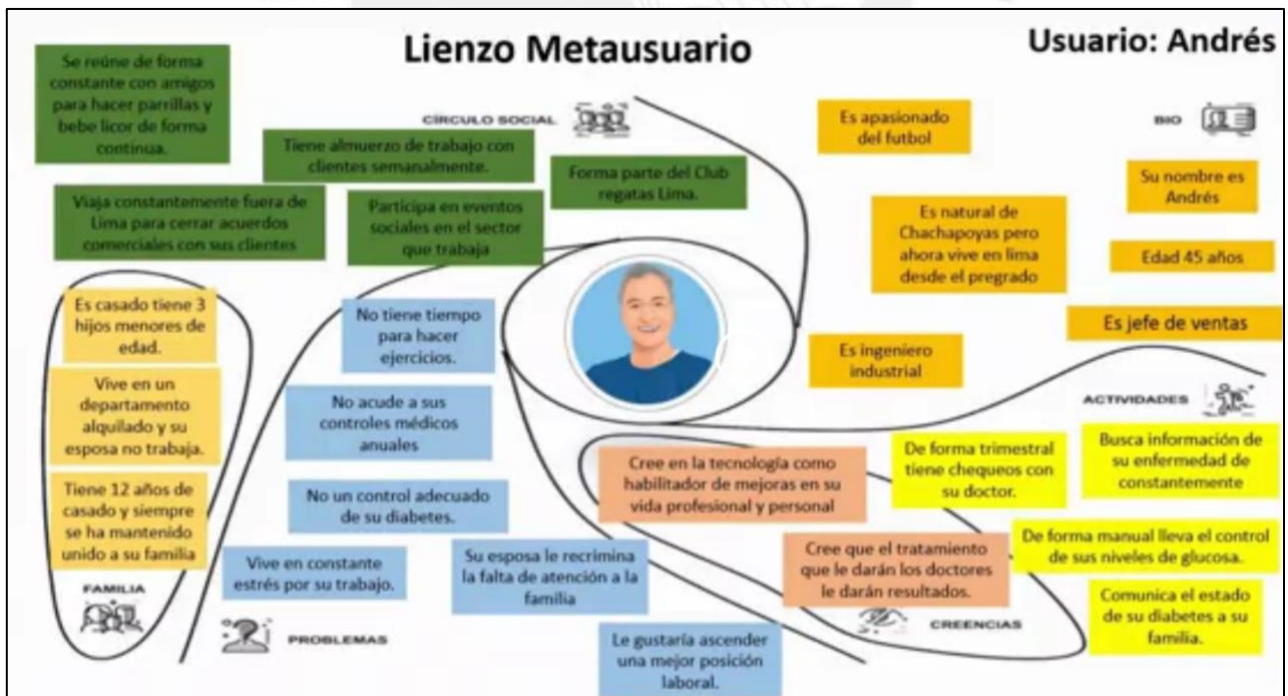 Lienzo Metausuario
Usuario: Andrés
Se reúne de forma
constante con amigos
para hacer parrillas y
bebe licor de forma
continua.
CÍRCULO SOCIAL
Tiene almuerzo de trabajo con
clientes semanalmente.
Forma parte del Club
regatas Lima.
Viaja constantemente fuera de
Lima para cerrar acuerdos
comerciales con sus clientes
Participa en eventos
sociales en el sector
que trabaja
Es apasionado
del futbol
BIO
Su nombre es
Andrés
Es natural de
Chachapoyas pero
ahora vive en lima
desde el pregrado
Edad 45 años
Es jefe de ventas
Es ingeniero
industrial
Es casado tiene 3
hijos menores de
edad.
Vive en un
departamento
alquilado y su
esposa no trabaja.
Tiene 12 años de
casado y siempre
se ha mantenido
unido a su familia
FAMILIA
No tiene tiempo
para hacer
ejercicios.
No acude a sus
controles médicos
anuales
No un control adecuado
de su diabetes.
Vive en constante
estrés por su trabajo.
Su esposa le recrimina
la falta de atención a la
familia
Le gustaría ascender
una mejor posición
laboral.
PROBLEMAS
Cree en la tecnología como
habilitador de mejoras en su
vida profesional y personal
Cree que el tratamiento
que le darán los doctores
le darán resultados.
CREENCIAS
ACTIVIDADES
De forma trimestral
tiene chequeos con
su doctor.
Busca información de
su enfermedad de
constantemente
De forma manual lleva el control
de sus niveles de glucosa.
Comunica el estado
de su diabetes a su
familia.